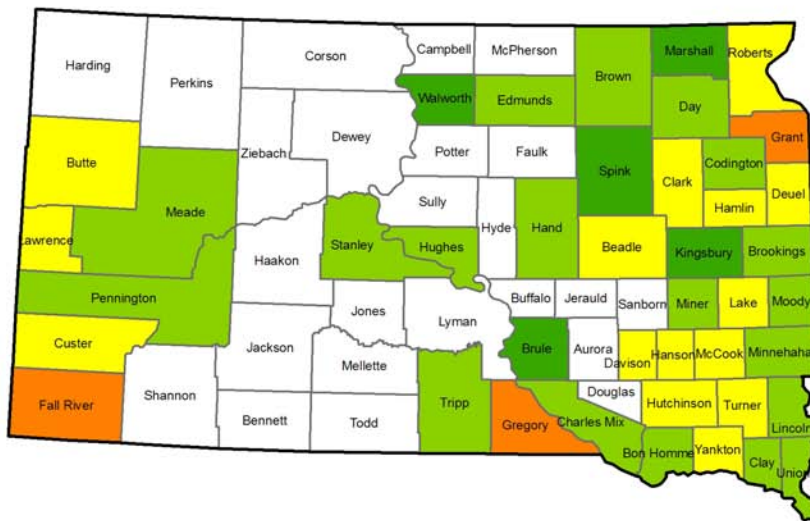 Harding
Perkins
Corson
Campbell
McPherson
Brown
Marshall
Roberts
Walworth
Edmunds
Day
Butte
Ziebach
Dewey
Potter
Faulk
Spink
Grant
Clark
Codington
Deuel
Hamlin
Meade
Sully
Hyde
Hand
Lawrence
Stanley
Hughes
Beadle
Kingsbury
Brookings
Haakon
Pennington
Jones
Lyman
Buffalo
Jerauld
Sanborn
Miner
Lake
Moody
Custer
Jackson
Mellette
Brule
Aurora
Davison
Hanson
McCook
Minnehaha
Fall River
Shannon
Bennett
Todd
Tripp
Gregory
Douglas
Charles Mix
Hutchinson
Turner
Lincoln
Bon Homme
Yankton
Clay
Union